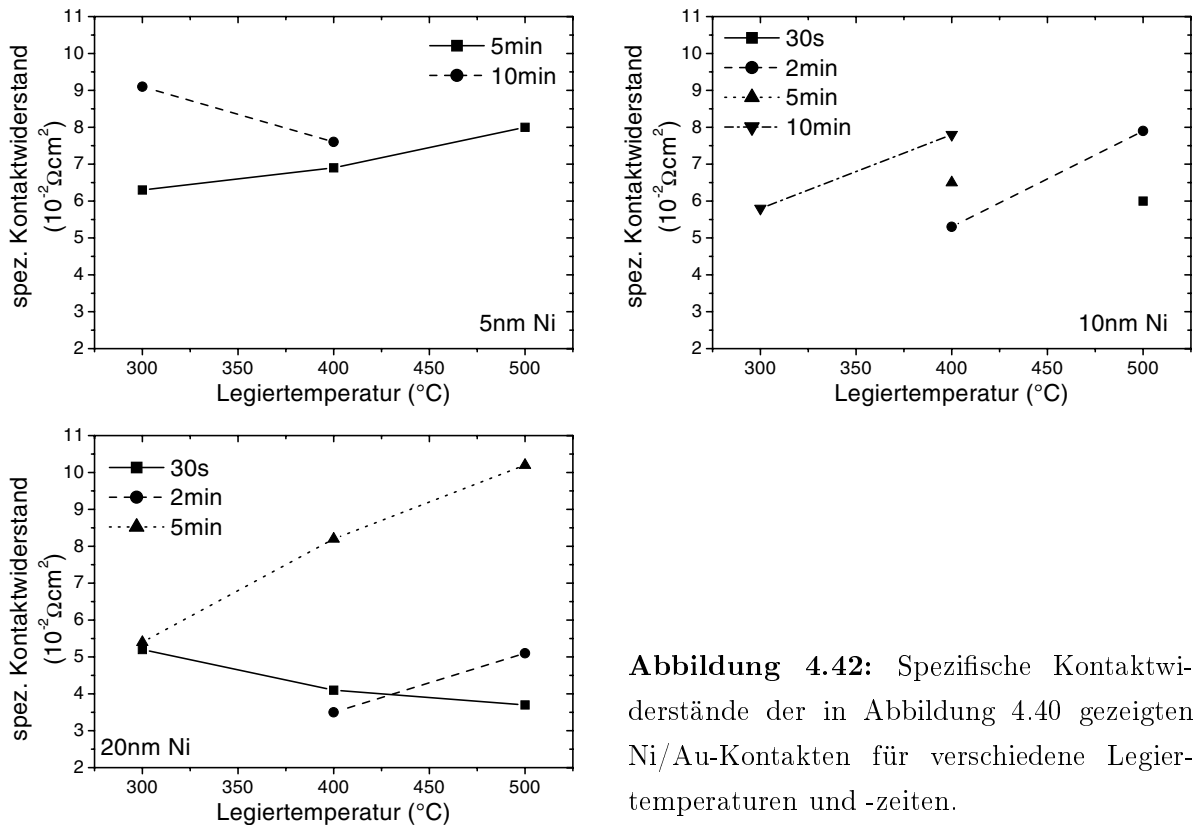 11
10
9
8
7
6
5
4
3
2
spez. Kontaktwiderstand
(10⁻²Ωcm²)
5min
10min
5nm Ni
300 350 400 450 500
Legiertemperatur (°C)
11
10
9
8
7
6
5
4
3
2
spez. Kontaktwiderstand
(10⁻²Ωcm²)
30s
2min
5min
10min
10nm Ni
300 350 400 450 500
Legiertemperatur (°C)
11
10
9
8
7
6
5
4
3
2
spez. Kontaktwiderstand
(10⁻²Ωcm²)
30s
2min
5min
20nm Ni
300 350 400 450 500
Legiertemperatur (°C)
Abbildung 4.42: Spezifische Kontaktwi-
derstände der in Abbildung 4.40 gezeigten
Ni/Au-Kontakten für verschiedene Legier-
temperaturen und -zeiten.